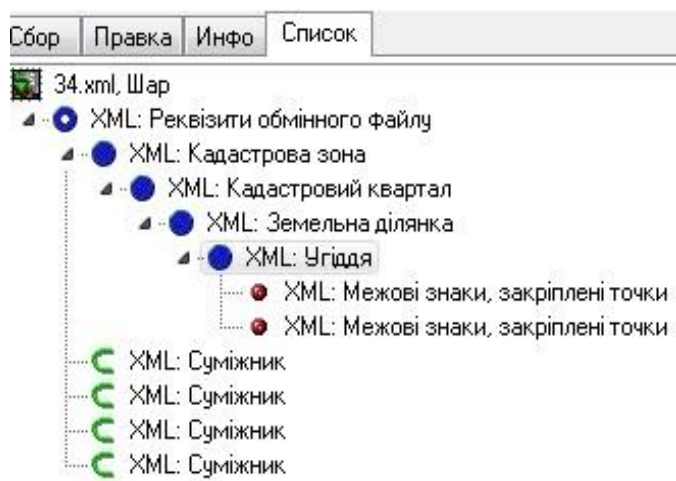 Сбор Правка Инфо Список
34.xml, Шар
XML: Реквізити обмінного файлу
XML: Кадастрова зона
XML: Кадастровий квартал
XML: Земельна ділянка
XML: Угіддя
XML: Межові знаки, закріплені точки
XML: Межові знаки, закріплені точки
XML: Суміжник
XML: Суміжник
XML: Суміжник
XML: Суміжник